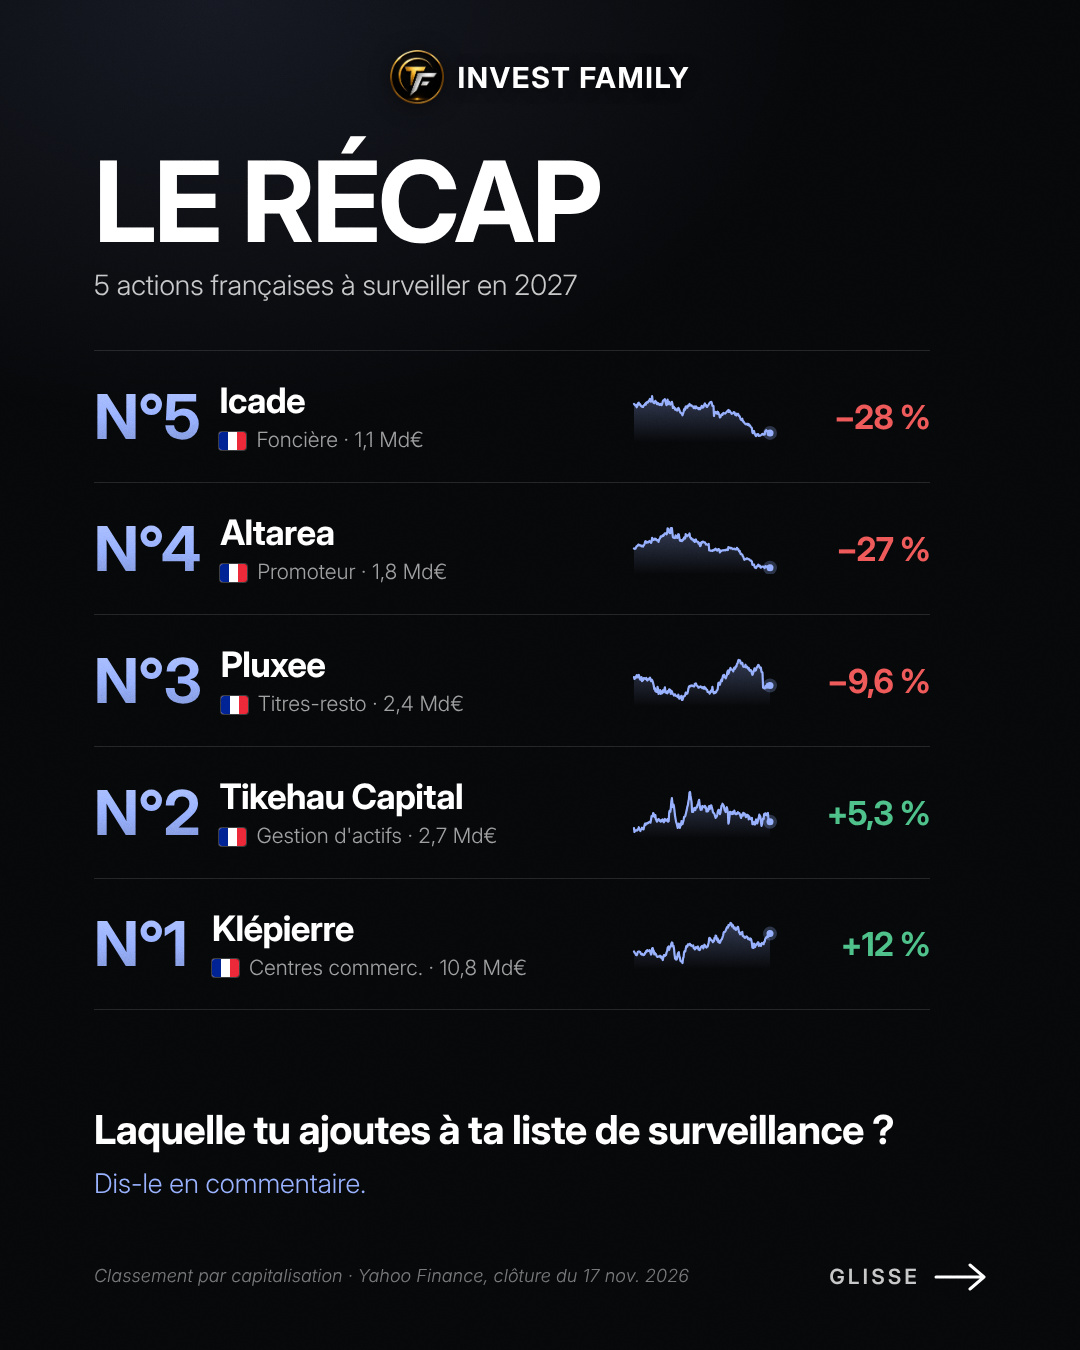 INVEST FAMILY
LE RÉCAP
5 actions françaises à surveiller en 2027
N°5 Icade
Foncière · 1,1 Md€
−28 %
N°4 Altarea
Promoteur · 1,8 Md€
−27 %
N°3 Pluxee
Titres-resto · 2,4 Md€
−9,6 %
N°2 Tikehau Capital
Gestion d'actifs · 2,7 Md€
+5,3 %
N°1 Klépierre
Centres commerc. · 10,8 Md€
+12 %
Laquelle tu ajoutes à ta liste de surveillance ?
Dis-le en commentaire.
Classement par capitalisation · Yahoo Finance, clôture du 17 nov. 2026
GLISSE